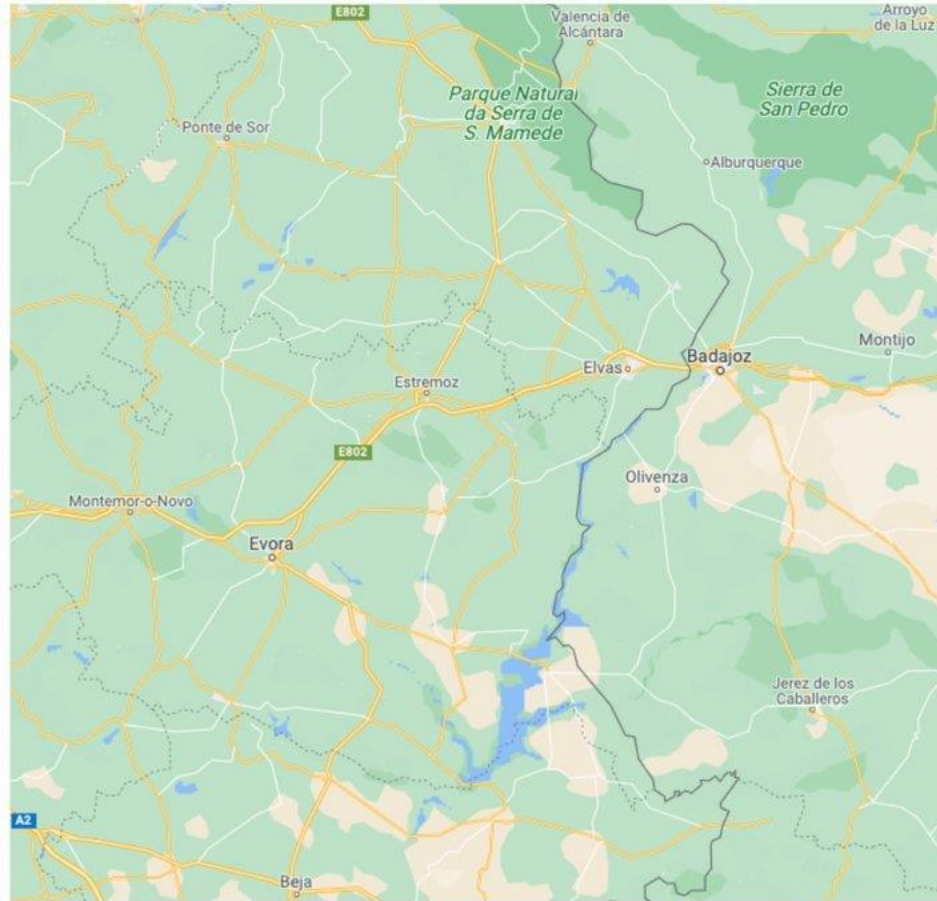 E802
Valencia de
Alcántara
Arroyo
de la Luz
Parque Natural
da Serra de
S. Mamede
Sierra de
San Pedro
Ponte de Sor
Alburquerque
Montijo
Badajoz
Elvas
Estremoz
E802
Olivenza
Montemor-o-Novo
Evora
Jerez de los
Caballeros
A2
Beja